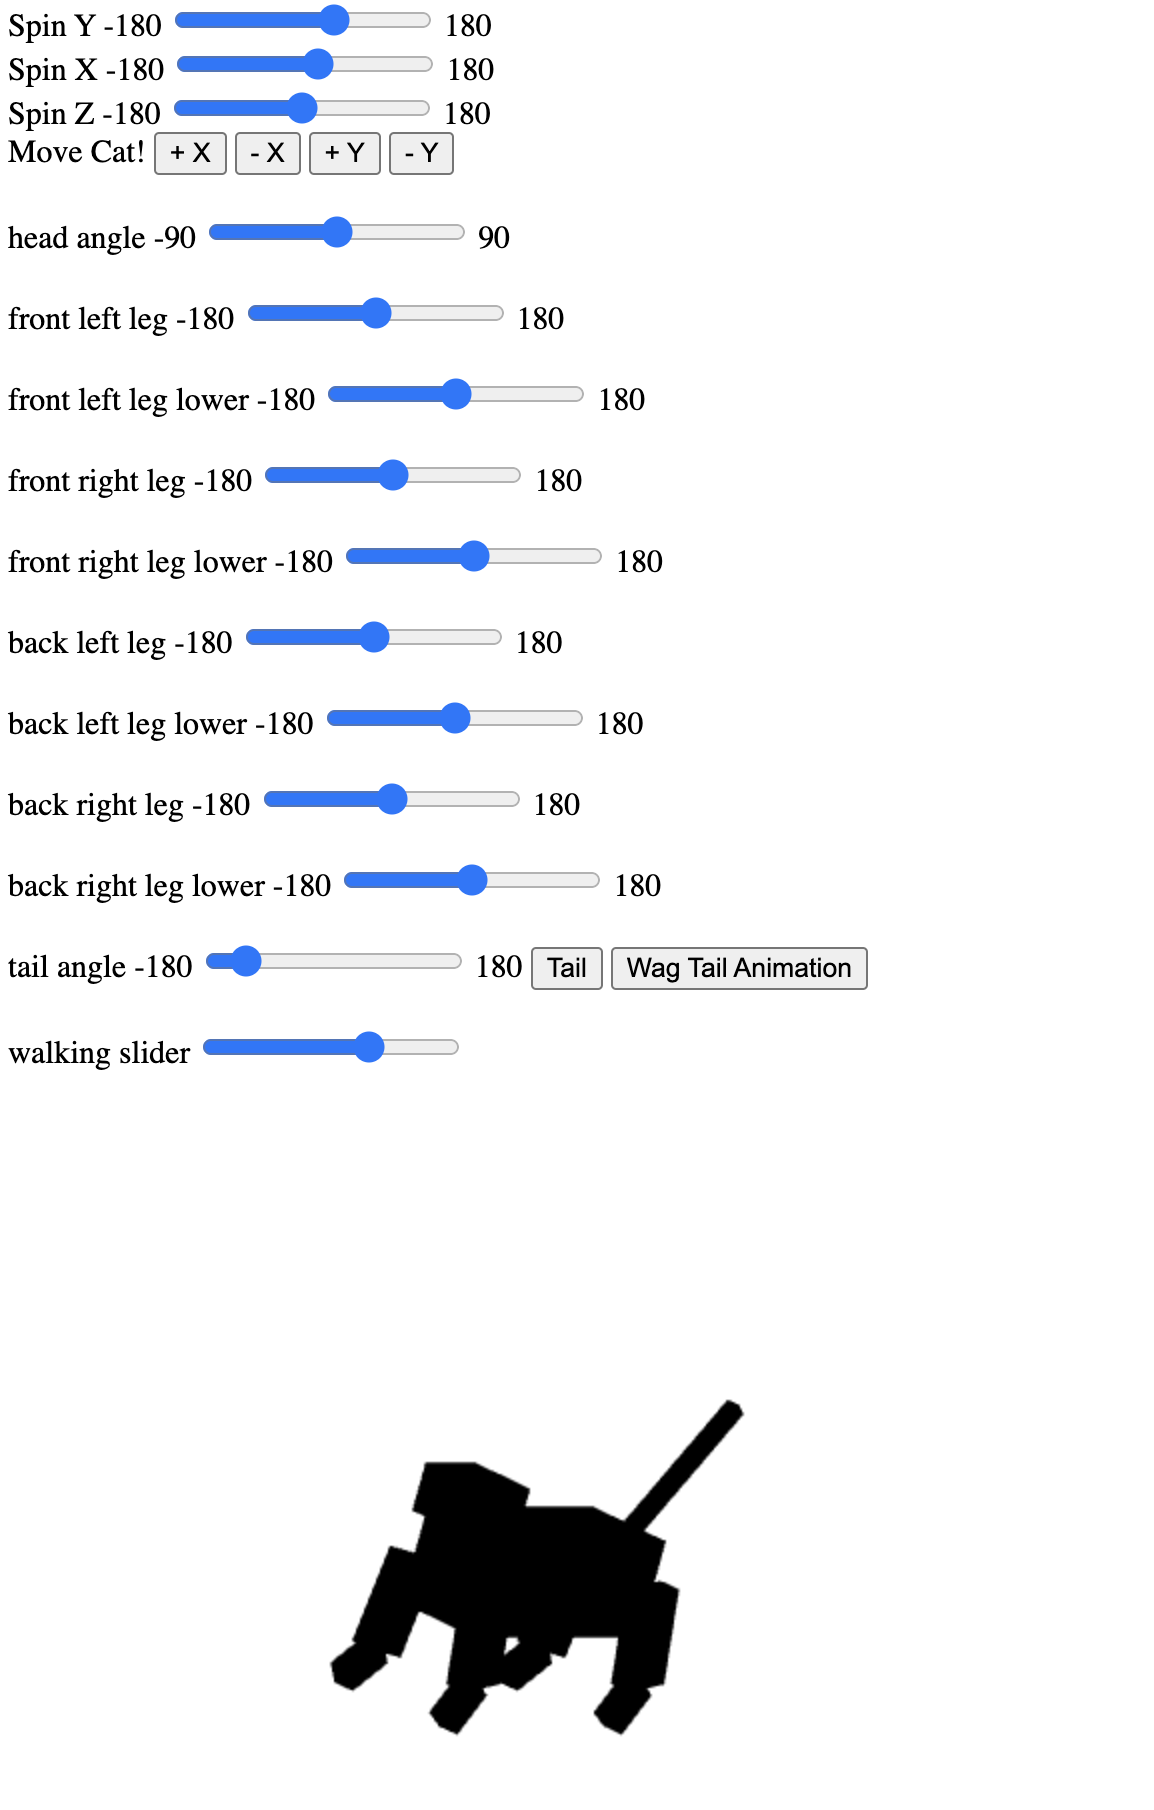 Spin Y -180 180
Spin X -180 180
Spin Z -180 180
Move Cat! + X - X + Y - Y
head angle -90 90
front left leg -180 180
front left leg lower -180 180
front right leg -180 180
front right leg lower -180 180
back left leg -180 180
back left leg lower -180 180
back right leg -180 180
back right leg lower -180 180
tail angle -180 180 Tail Wag Tail Animation
walking slider